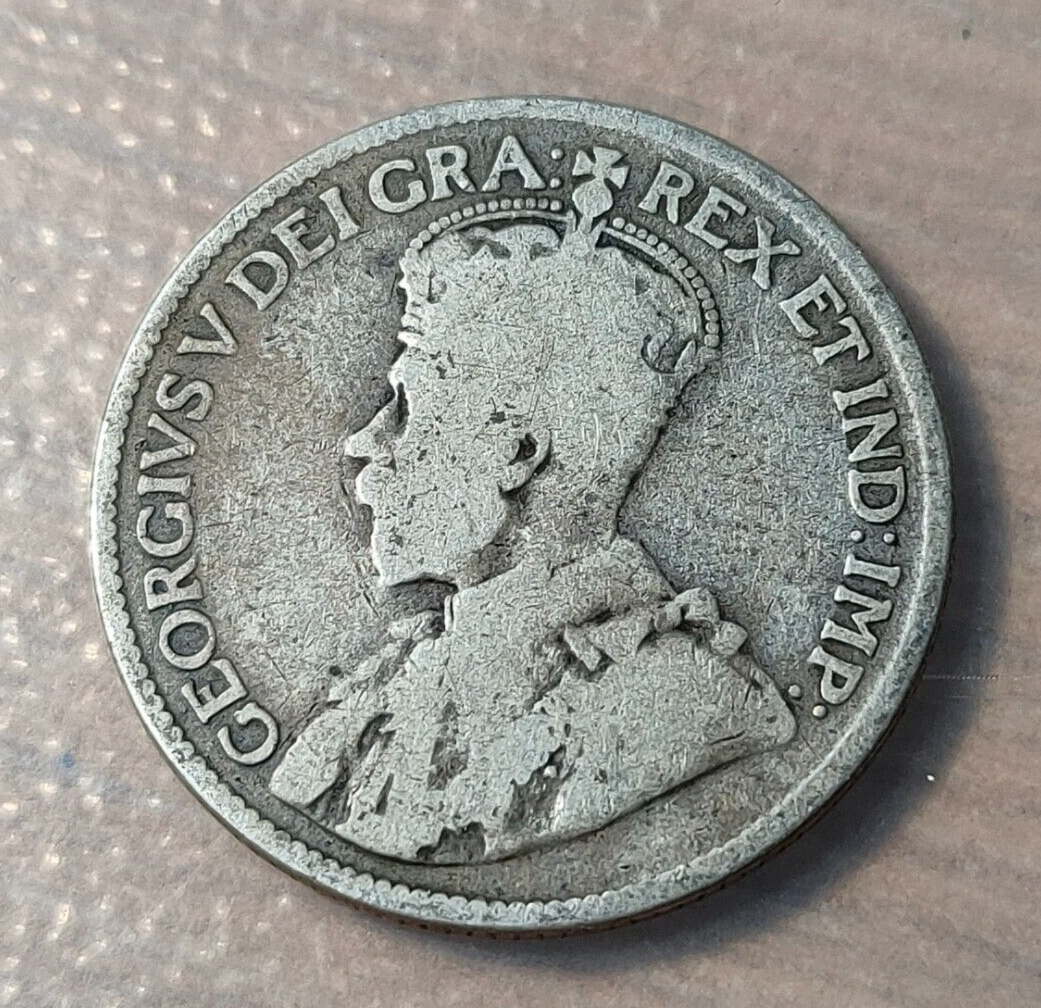 GEORGIVS V DEI GRA: REX ET IND: IMP: